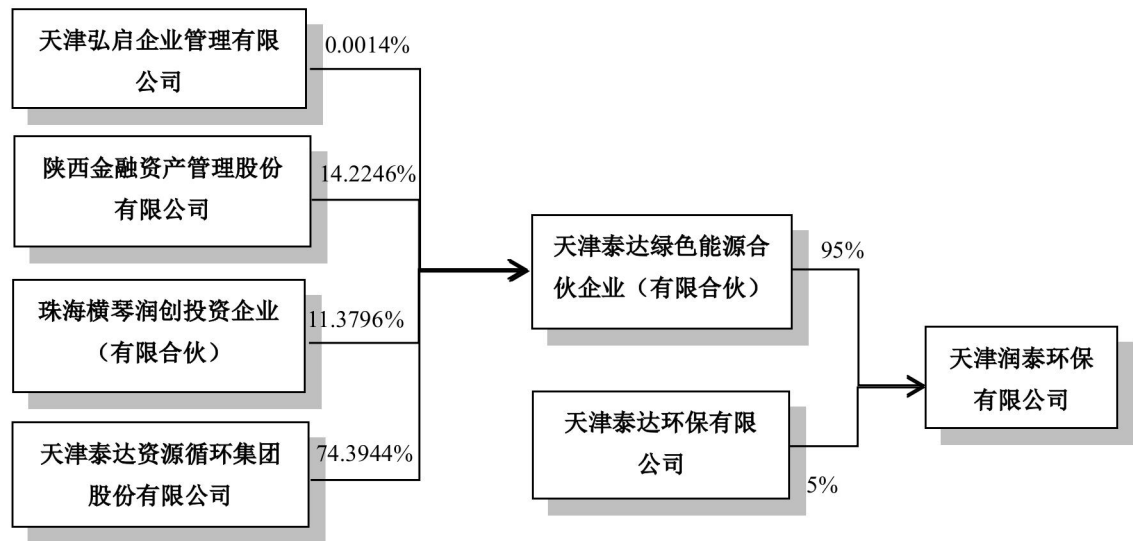 天津弘启企业管理有限
公司
0.0014%
陕西金融资产管理股份
有限公司
14.2246%
珠海横琴润创投资企业
（有限合伙）
11.3796%
天津泰达资源循环集团
股份有限公司
74.3944%
天津泰达绿色能源合
伙企业（有限合伙）
95%
天津泰达环保有限
公司
5%
天津润泰环保
有限公司